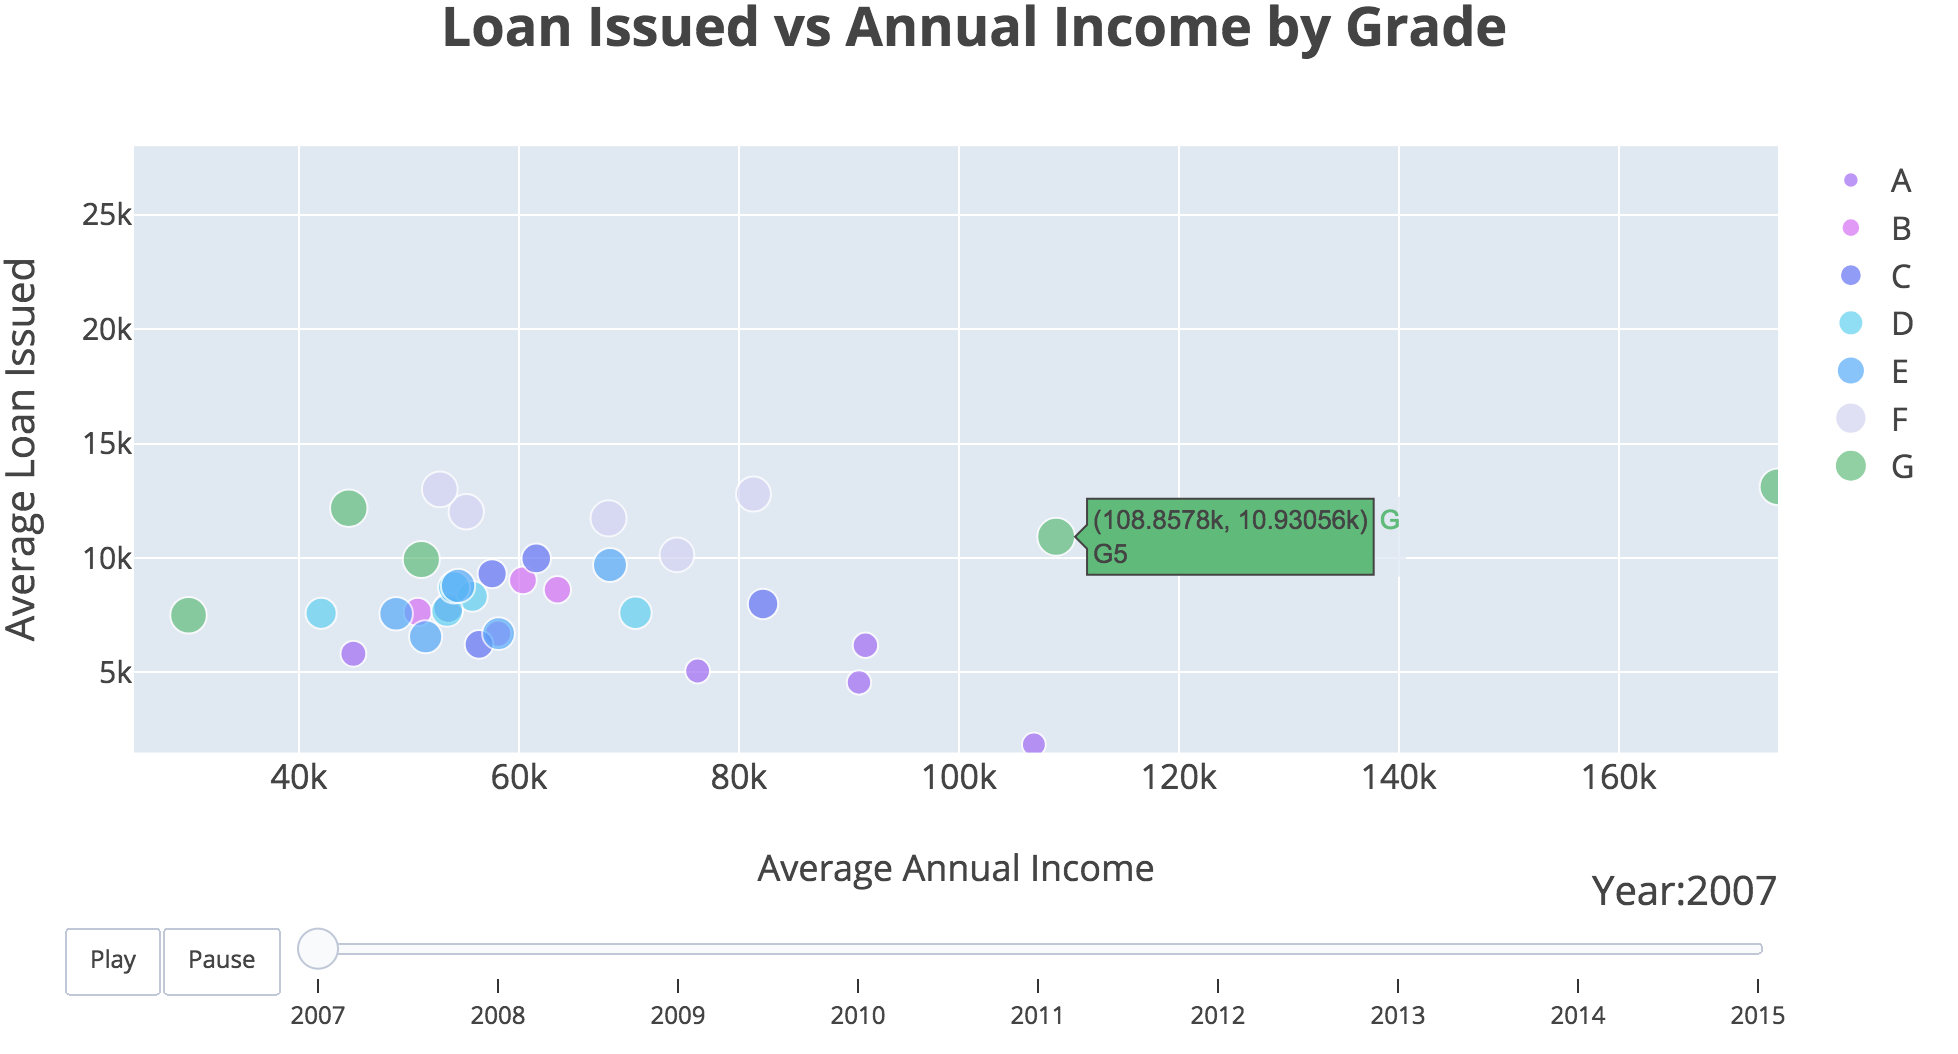 Loan Issued vs Annual Income by Grade
Average Loan Issued
25k
20k
15k
10k
5k
40k
60k
80k
100k
120k
140k
160k
Average Annual Income
(108.8578k, 10.93056k) G
G5
A
B
C
D
E
F
G
Year:2007
Play
Pause
2007
2008
2009
2010
2011
2012
2013
2014
2015